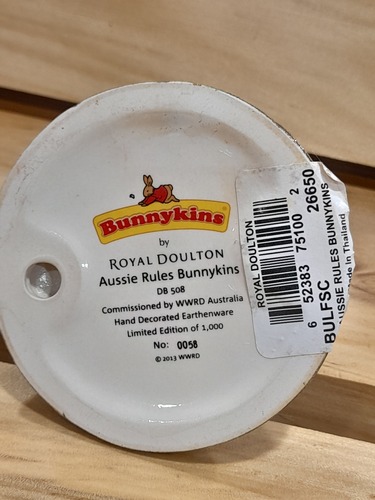 Bunnykins
by
ROYAL DOULTON
Aussie Rules Bunnykins
DB 508
Commissioned by WWRD Australia
Hand Decorated Earthenware
Limited Edition of 1,000
No: 0058
© 2013 WWRD
ROYAL DOULTON
6 52383 75100 2
26650
BULFSC
AUSSIE RULES BUNNYKINS
in Thailand